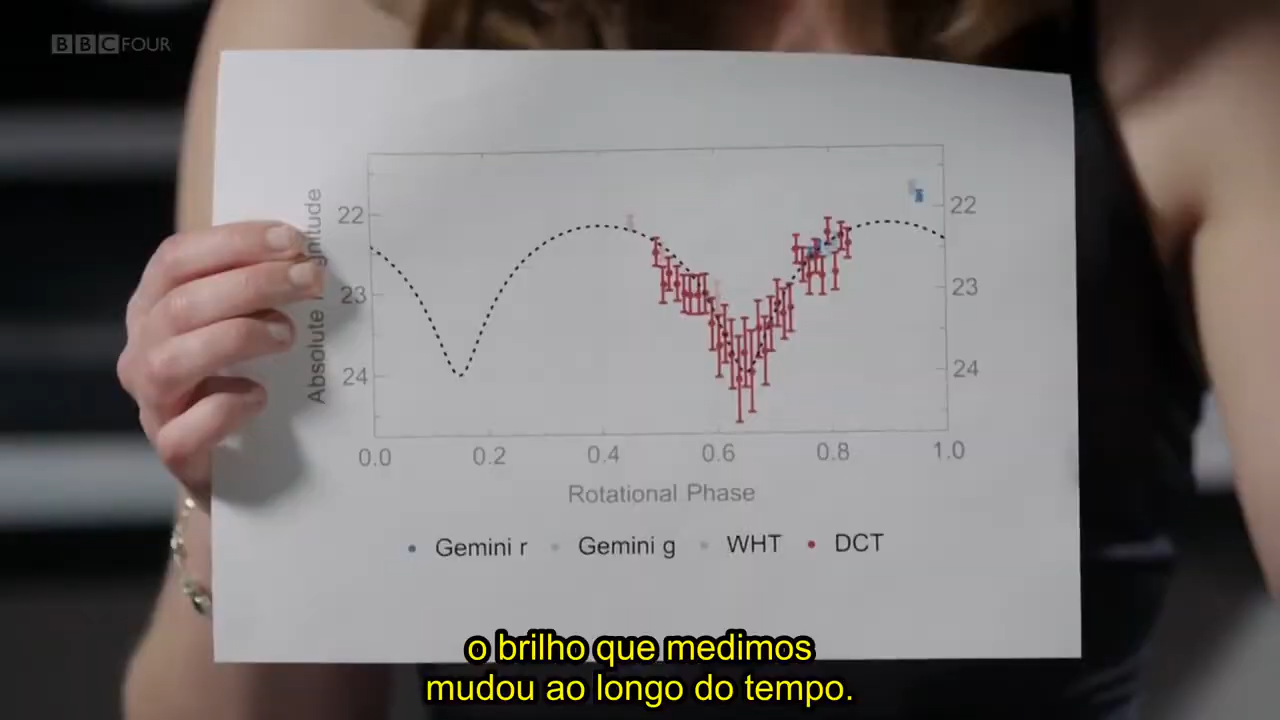 BBC FOUR
22
23
24
22
23
24
Absolute
0.0 0.2 0.4 0.6 0.8 1.0
Rotational Phase
Gemini r Gemini g WHT DCT
o brilho que medimos
mudou ao longo do tempo.